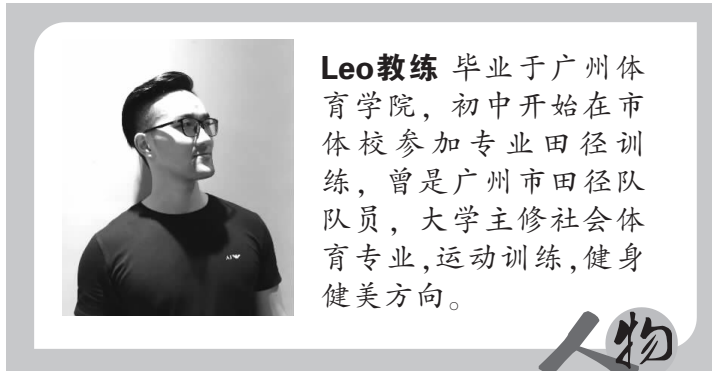 Leo教练 毕业于广州体
育学院，初中开始在市
体校参加专业田径训
练，曾是广州市田径队
队员，大学主修社会体
育专业,运动训练,健身
健美方向。
人物